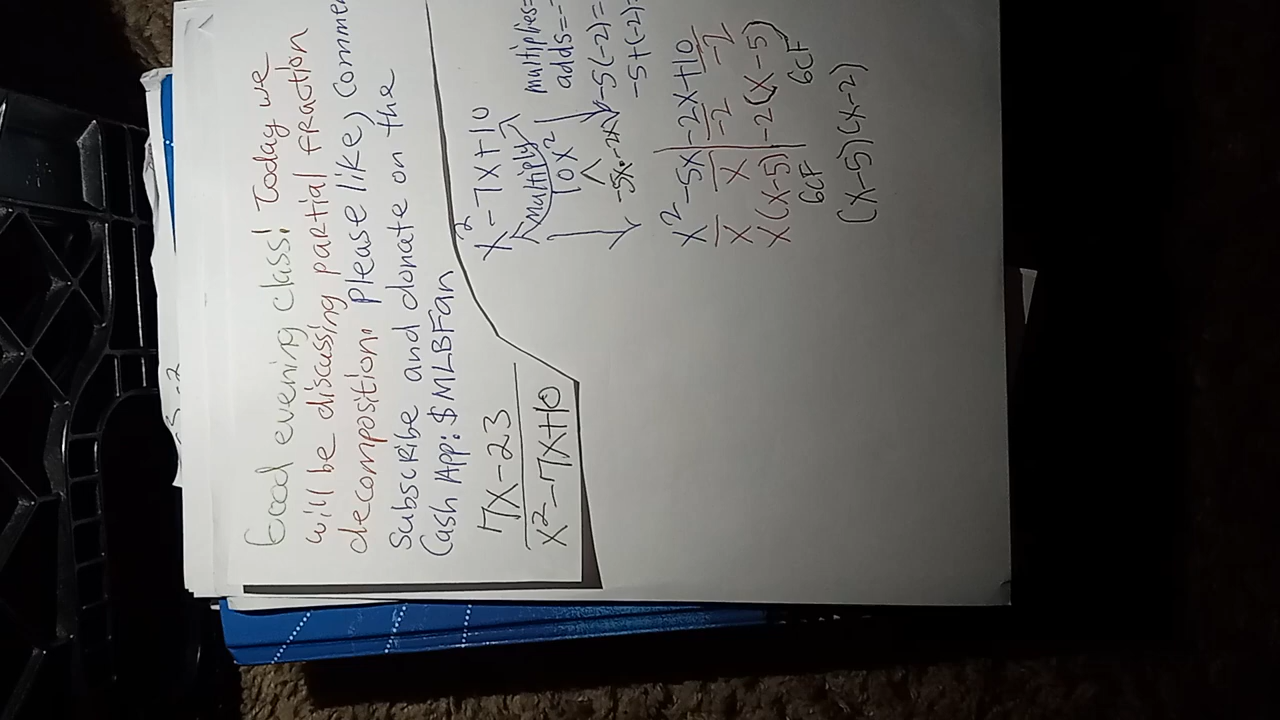 Good evening class! Today we
will be discussing partial fraction
decomposition. Please like, commen
Subscribe and donate on the
Cash App: $MLBFan
7x-23
x²-7x+10
x²-7x+10
multiply
10x²
-5x • -2x
multiplies=
adds=-
-5(-2)=
-5+(-2)=
x²-5x|-2x+10
x x -2 -2
x(x-5)|-2(x-5)
GCF GCF
(x-5)(x-2)